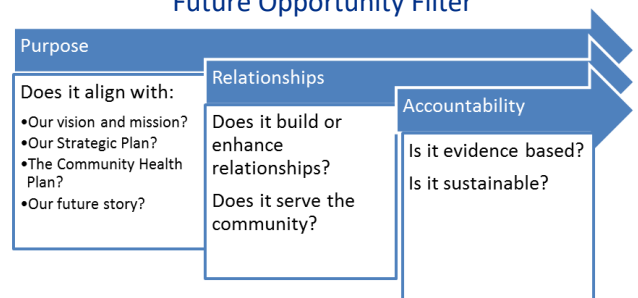 Future Opportunity Filter
Purpose
Does it align with:
•Our vision and mission?
•Our Strategic Plan?
•The Community Health
Plan?
•Our future story?
Relationships
Does it build or
enhance
relationships?
Does it serve the
community?
Accountability
Is it evidence based?
Is it sustainable?